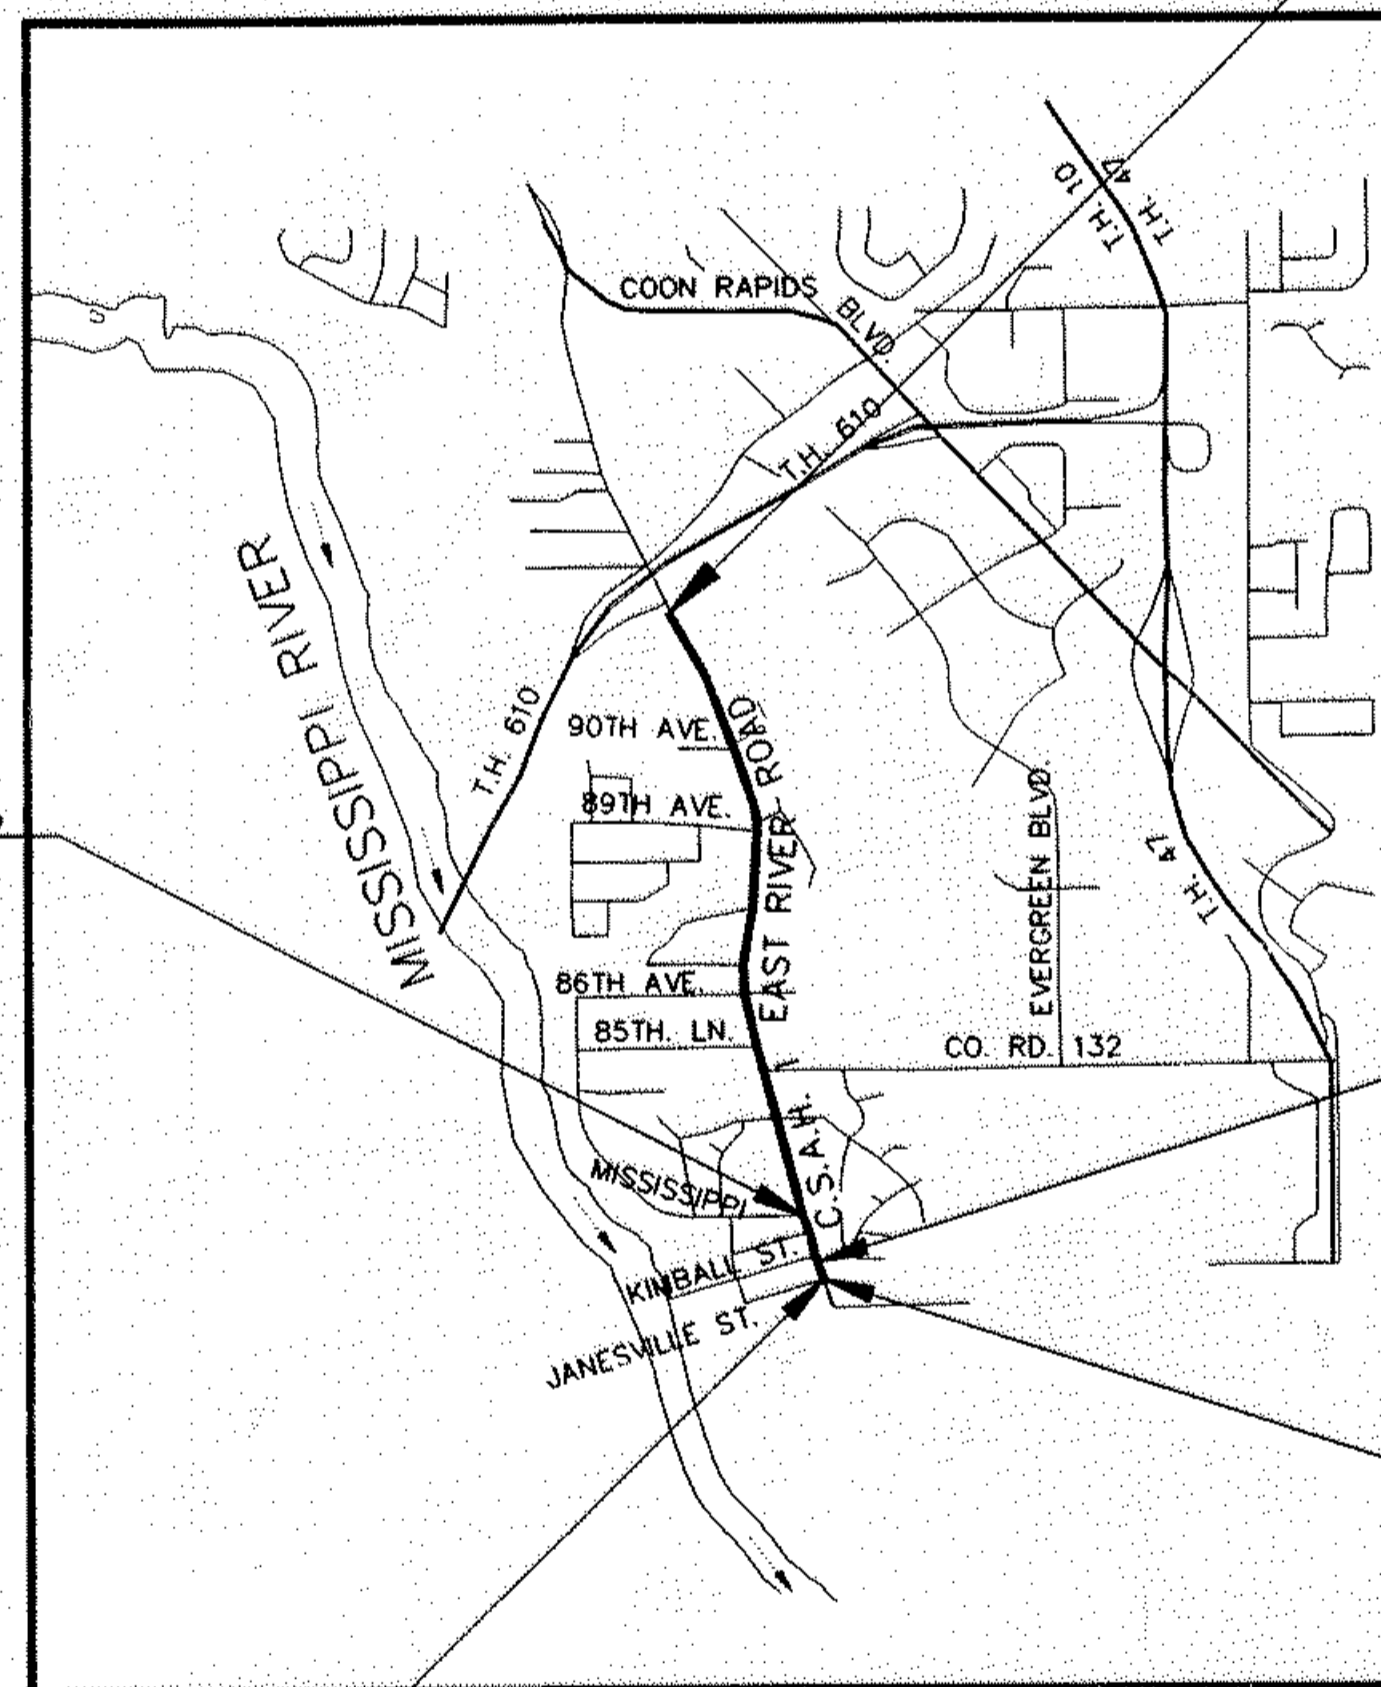 T.H. 10
T.H. 47
COON RAPIDS
BLVD.
T.H. 610
MISSISSIPPI RIVER
T.H. 610
90TH AVE.
89TH AVE.
EAST RIVER ROAD
EVERGREEN BLVD.
T.H. 47
86TH AVE.
85TH. LN.
CO. RD. 132
C.S.A.H. 1
MISSISSIPPI
KIMBALL ST.
JANESVILLE ST.